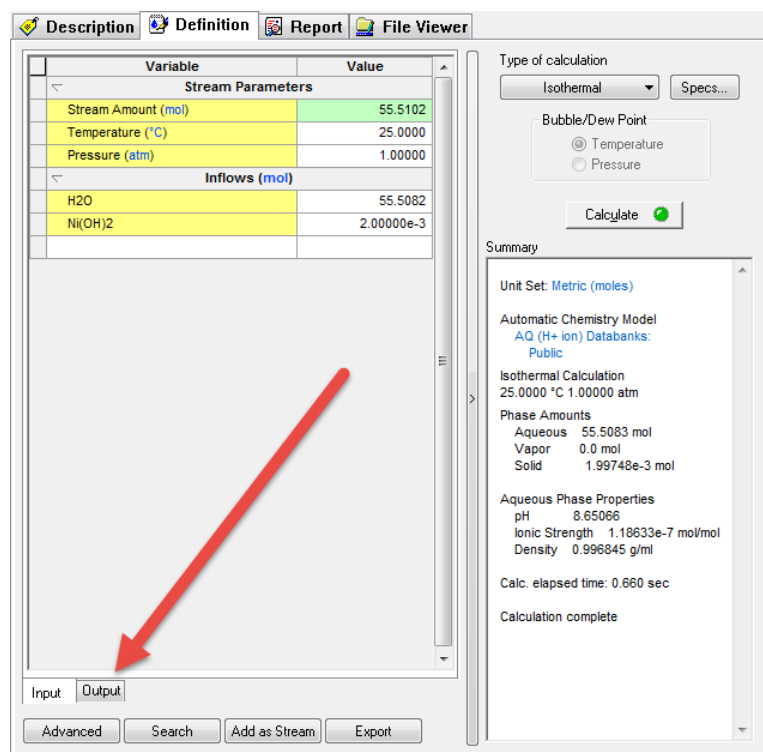 Description Definition Report File Viewer
Variable Value
Stream Parameters
Stream Amount (mol) 55.5102
Temperature (°C) 25.0000
Pressure (atm) 1.00000
Inflows (mol)
H2O 55.5082
Ni(OH)2 2.00000e-3
Input Output
Advanced Search Add as Stream Export
Type of calculation
Isothermal Specs...
Bubble/Dew Point
Temperature
Pressure
Calculate
Summary
Unit Set: Metric (moles)
Automatic Chemistry Model
AQ (H+ ion) Databanks:
Public
Isothermal Calculation
25.0000 °C 1.00000 atm
Phase Amounts
Aqueous 55.5083 mol
Vapor 0.0 mol
Solid 1.99748e-3 mol
Aqueous Phase Properties
pH 8.65066
Ionic Strength 1.18633e-7 mol/mol
Density 0.996845 g/ml
Calc. elapsed time: 0.660 sec
Calculation complete